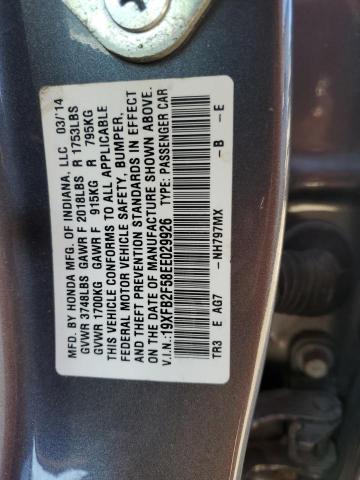 MFD. BY HONDA MFG. OF INDIANA, LLC 03/'14
GVWR 3748LBS GAWR F 2018LBS R 1753LBS
GVWR 1700KG GAWR F 915KG R 795KG
THIS VEHICLE CONFORMS TO ALL APPLICABLE
FEDERAL MOTOR VEHICLE SAFETY, BUMPER,
AND THEFT PREVENTION STANDARDS IN EFFECT
ON THE DATE OF MANUFACTURE SHOWN ABOVE.
V.I.N.:19XFB2F58EE029926 TYPE: PASSENGER CAR
TR3 E AG7 -NH797MX -B -E